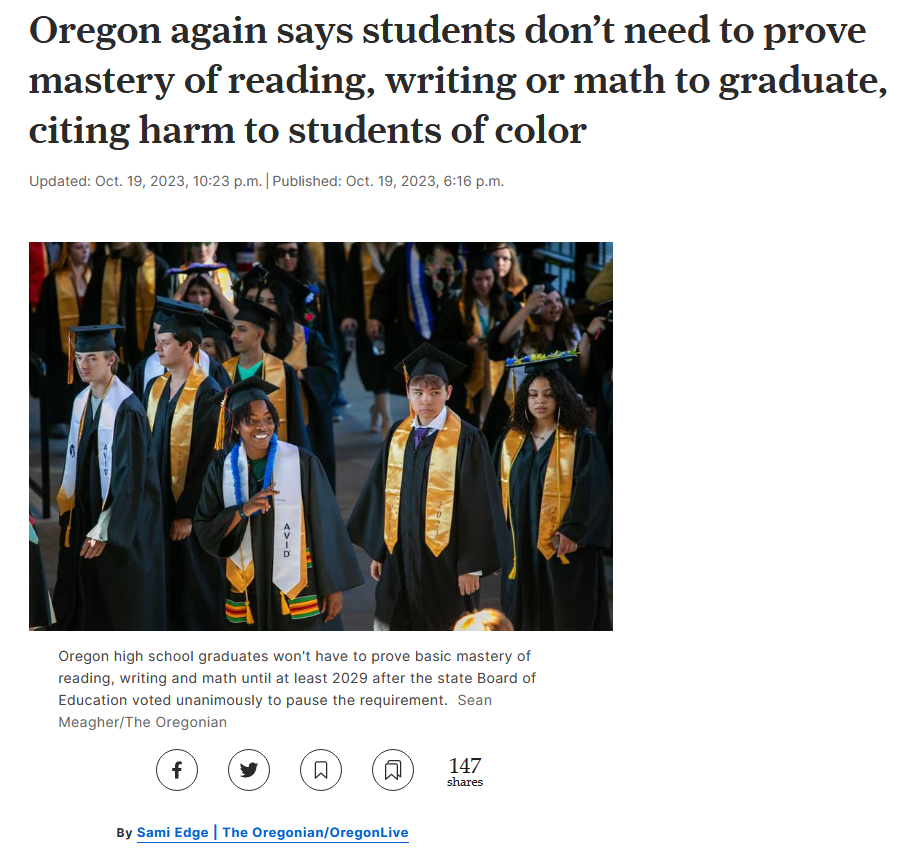 Oregon again says students don’t need to prove
mastery of reading, writing or math to graduate,
citing harm to students of color
Updated: Oct. 19, 2023, 10:23 p.m. | Published: Oct. 19, 2023, 6:16 p.m.
AVID
AVID
Oregon high school graduates won't have to prove basic mastery of
reading, writing and math until at least 2029 after the state Board of
Education voted unanimously to pause the requirement. Sean
Meagher/The Oregonian
147
shares
By Sami Edge | The Oregonian/OregonLive